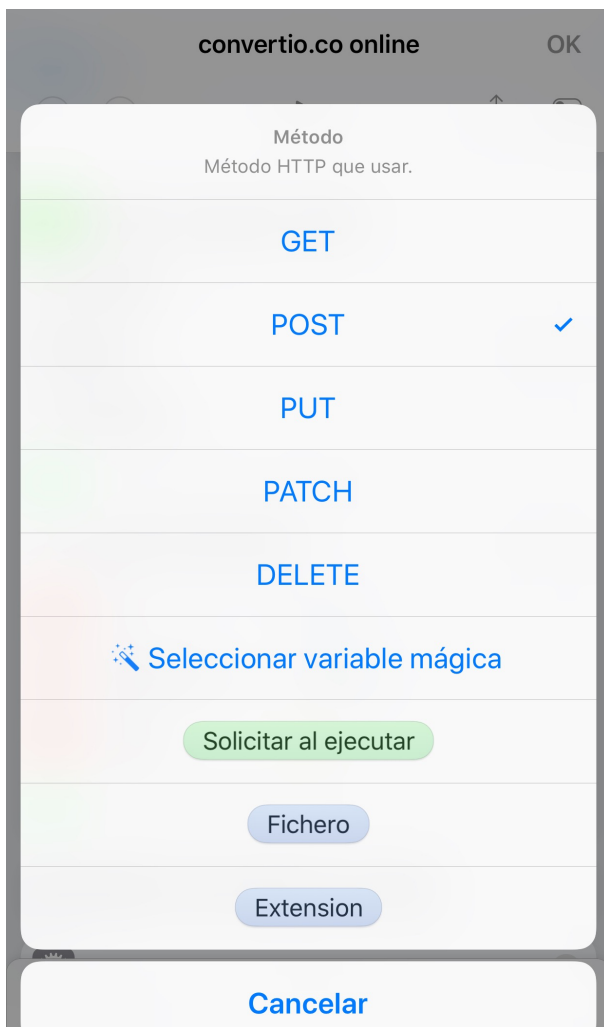 convertio.co online
OK
Método
Método HTTP que usar.
GET
POST
PUT
PATCH
DELETE
Seleccionar variable mágica
Solicitar al ejecutar
Fichero
Extension
Cancelar